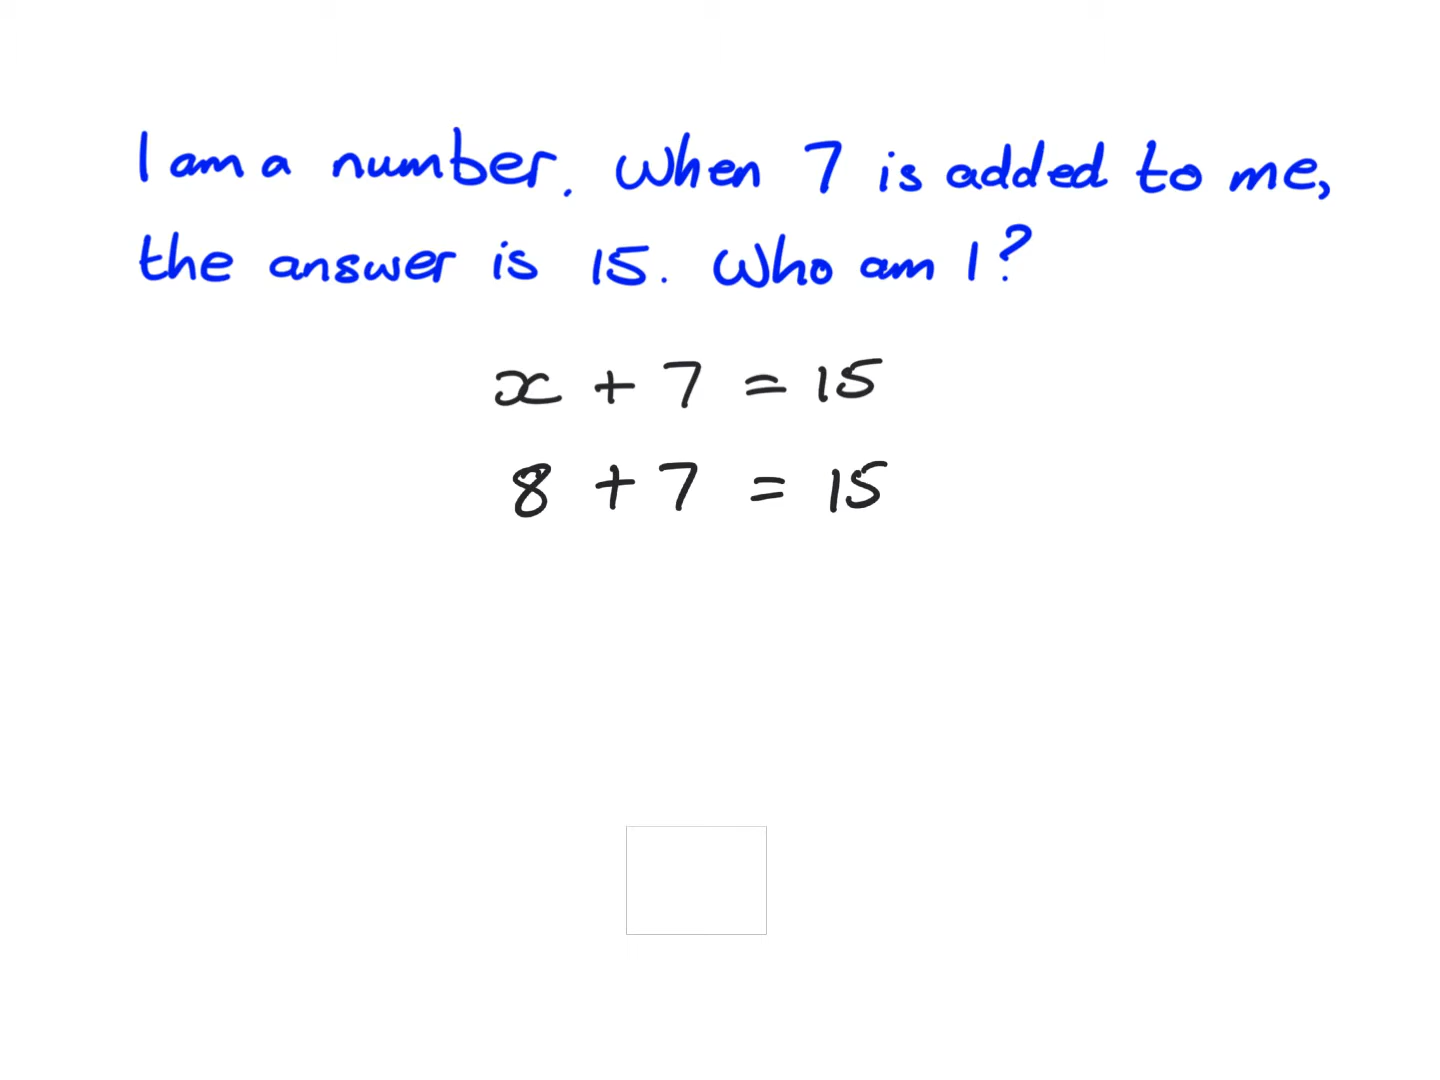 I am a number. When 7 is added to me,
the answer is 15. Who am I?
x + 7 = 15
8 + 7 = 15